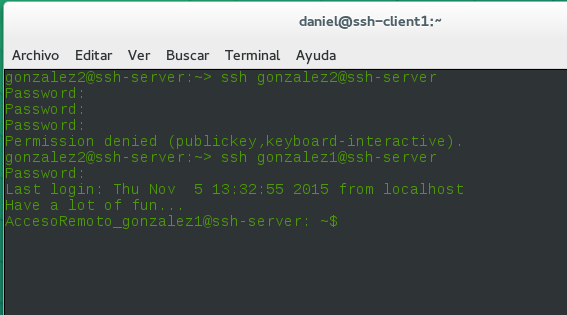 daniel@ssh-client1:~
Archivo Editar Ver Buscar Terminal Ayuda
gonzalez2@ssh-server:~> ssh gonzalez2@ssh-server
Password:
Password:
Password:
Permission denied (publickey,keyboard-interactive).
gonzalez2@ssh-server:~> ssh gonzalez1@ssh-server
Password:
Last login: Thu Nov  5 13:32:55 2015 from localhost
Have a lot of fun...
AccesoRemoto_gonzalez1@ssh-server: ~$